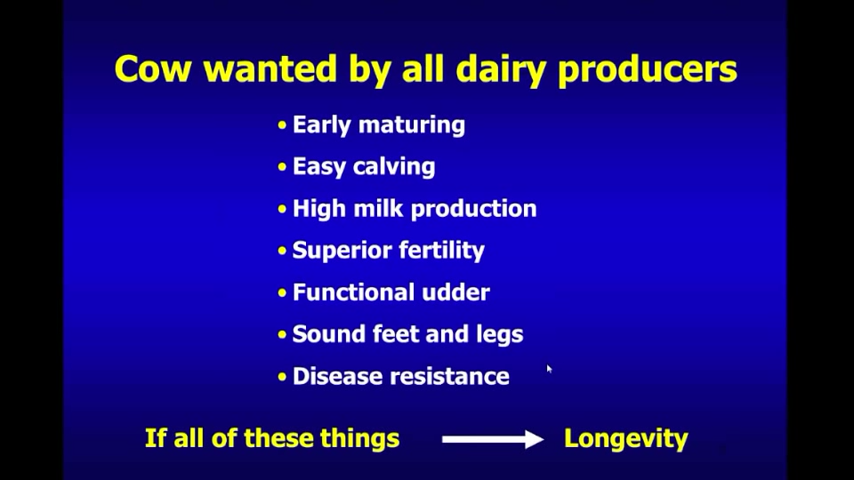 Cow wanted by all dairy producers
• Early maturing
• Easy calving
• High milk production
• Superior fertility
• Functional udder
• Sound feet and legs
• Disease resistance
If all of these things Longevity